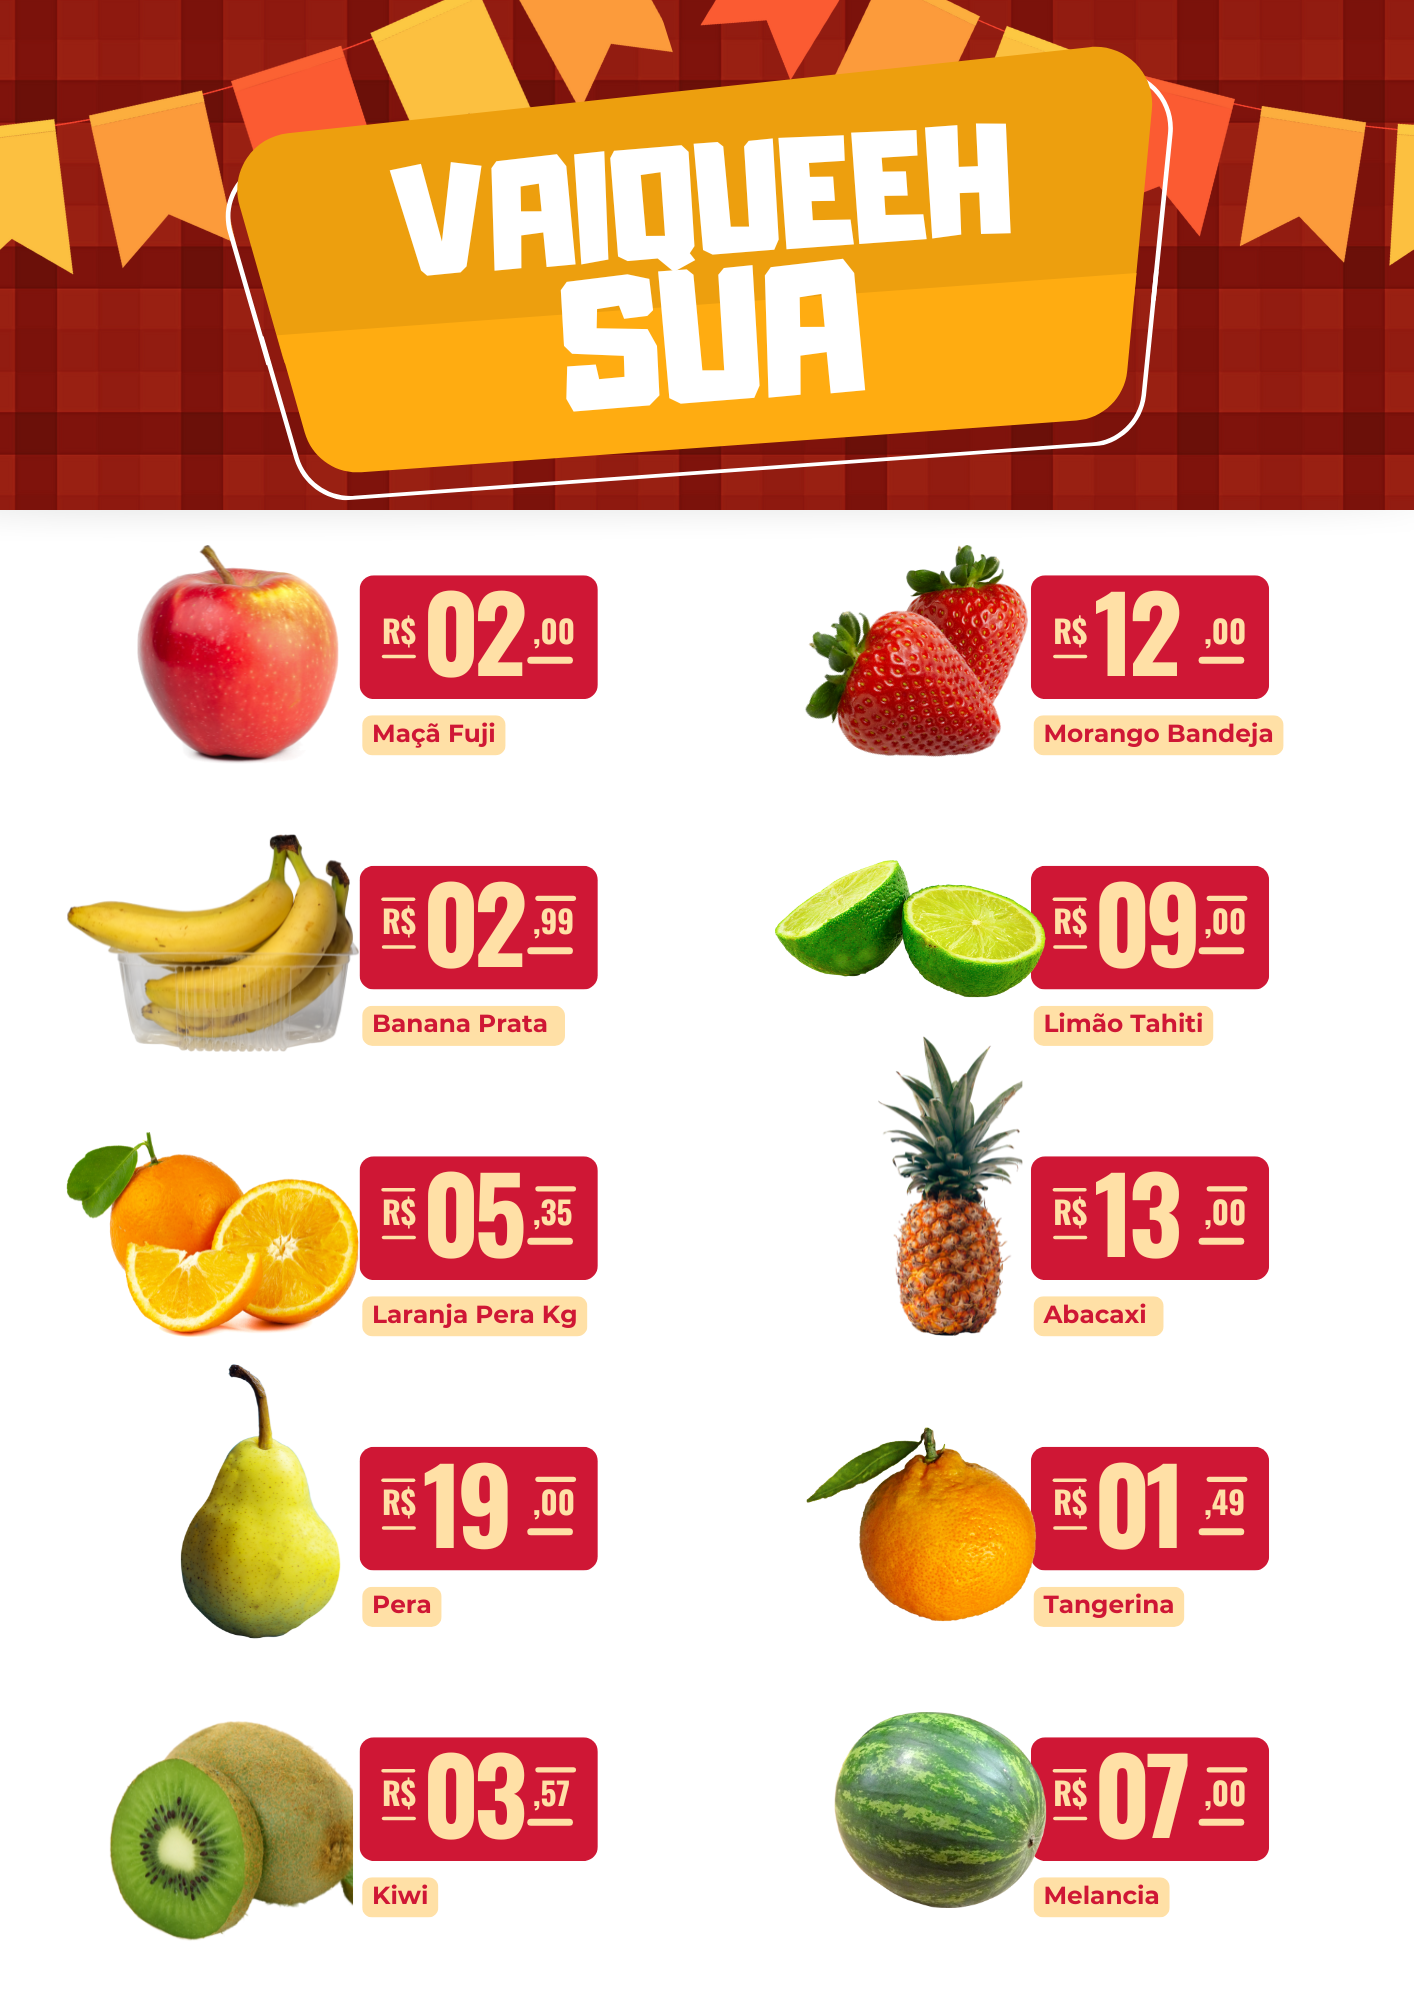 VAIQUEEH
SUA
R$ 02,00
Maçã Fuji
R$ 12,00
Morango Bandeja
R$ 02,99
Banana Prata
R$ 09,00
Limão Tahiti
R$ 05,35
Laranja Pera Kg
R$ 13,00
Abacaxi
R$ 19,00
Pera
R$ 01,49
Tangerina
R$ 03,57
Kiwi
R$ 07,00
Melancia